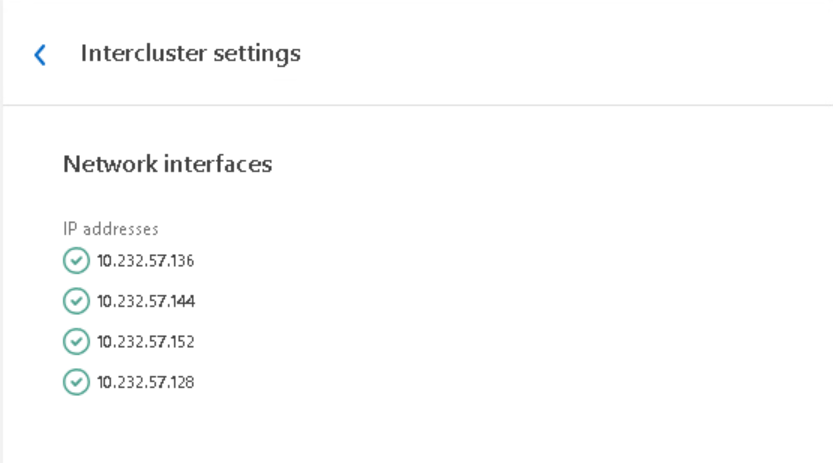 Intercluster settings
Network interfaces
IP addresses
10.232.57.136
10.232.57.144
10.232.57.152
10.232.57.128